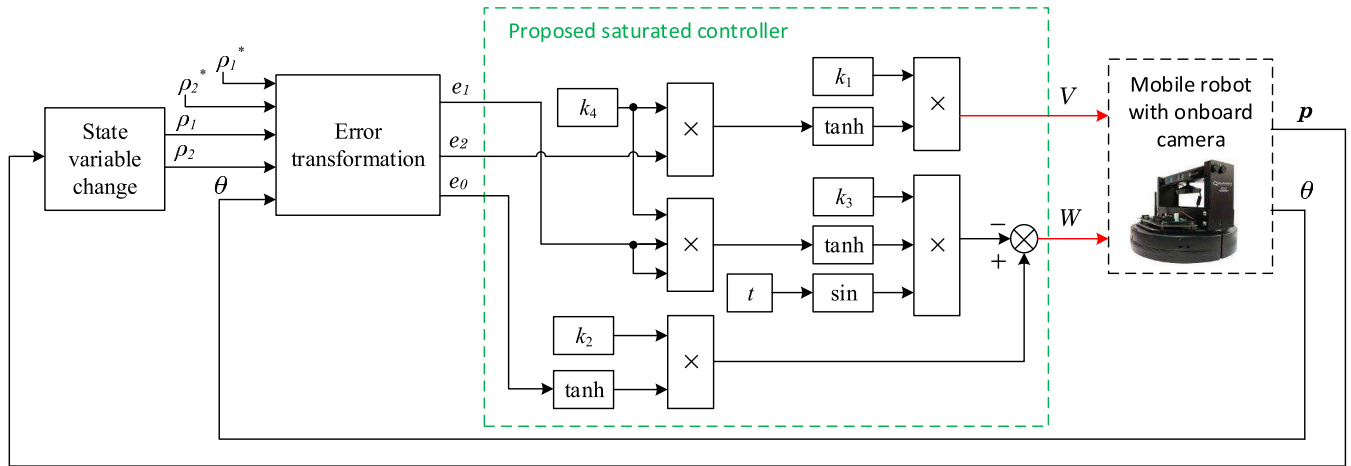 Proposed saturated controller
ρ₁*
ρ₂*
State
variable
change
ρ₁
ρ₂
θ
Error
transformation
e₁
e₂
e₀
k₄
×
k₁
tanh
×
V
×
k₃
tanh
×
t
sin
−
+
W
k₂
tanh
×
Mobile robot
with onboard
camera
p
θ